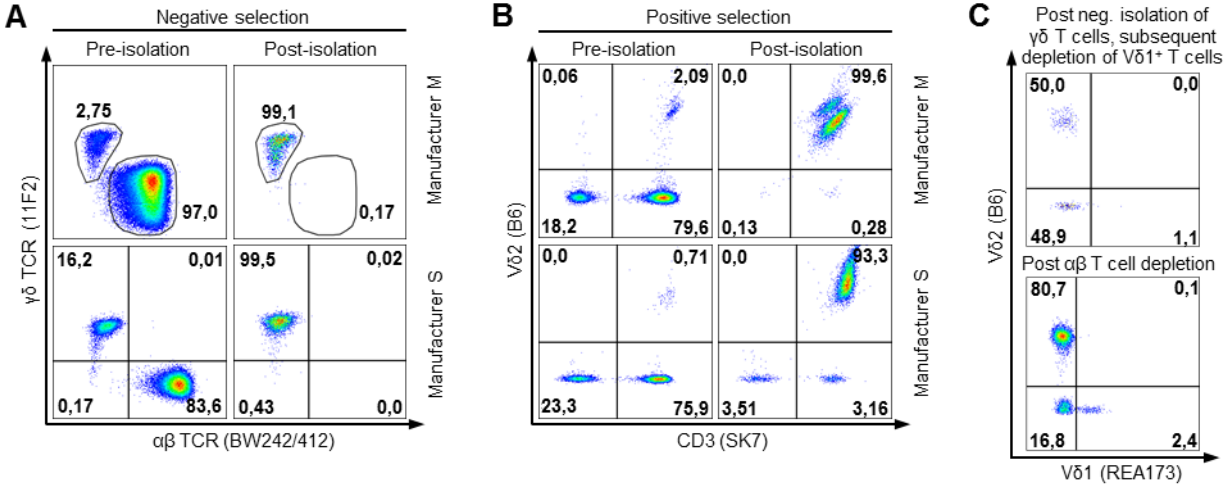 A
Negative selection
Pre-isolation
Post-isolation
2,75
97,0
99,1
0,17
Manufacturer M
16,2
0,01
0,17
83,6
99,5
0,02
0,43
0,0
Manufacturer S
γδ TCR (11F2)
αβ TCR (BW242/412)
B
Positive selection
Pre-isolation
Post-isolation
0,06
2,09
18,2
79,6
0,0
99,6
0,13
0,28
Manufacturer M
0,0
0,71
23,3
75,9
0,0
93,3
3,51
3,16
Manufacturer S
Vδ2 (B6)
CD3 (SK7)
C
Post neg. isolation of
γδ T cells, subsequent
depletion of Vδ1+ T cells
50,0
0,0
48,9
1,1
Post αβ T cell depletion
80,7
0,1
16,8
2,4
Vδ2 (B6)
Vδ1 (REA173)